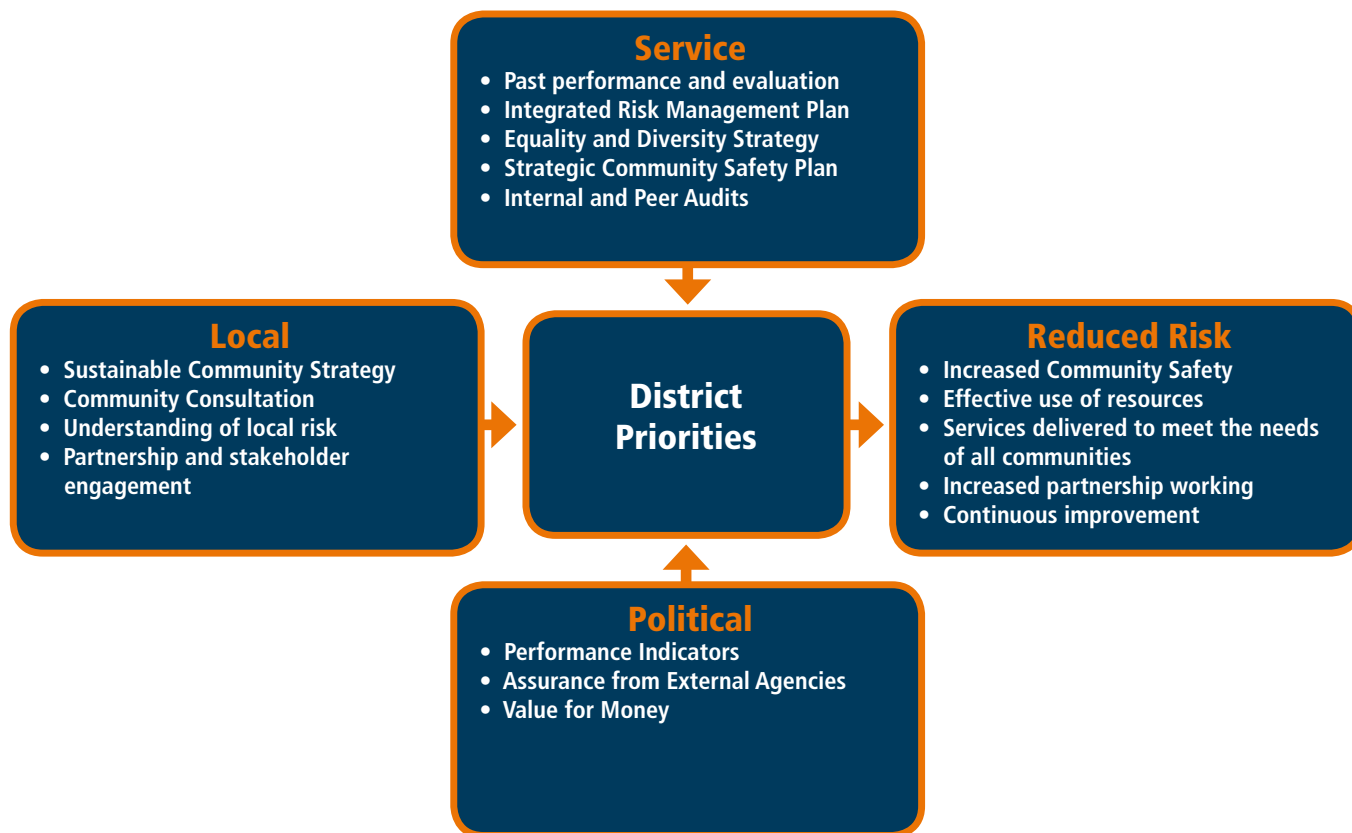 Service
• Past performance and evaluation
• Integrated Risk Management Plan
• Equality and Diversity Strategy
• Strategic Community Safety Plan
• Internal and Peer Audits
Local
• Sustainable Community Strategy
• Community Consultation
• Understanding of local risk
• Partnership and stakeholder
engagement
District
Priorities
Reduced Risk
• Increased Community Safety
• Effective use of resources
• Services delivered to meet the needs
of all communities
• Increased partnership working
• Continuous improvement
Political
• Performance Indicators
• Assurance from External Agencies
• Value for Money